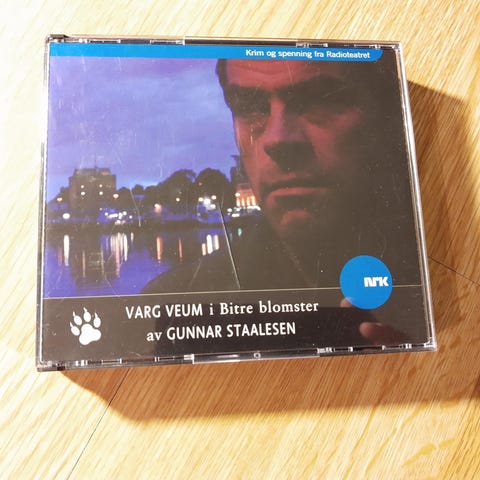 Krim og spenning fra Radioteatret
NRK
VARG VEUM i Bitre blomster
av GUNNAR STAALESEN